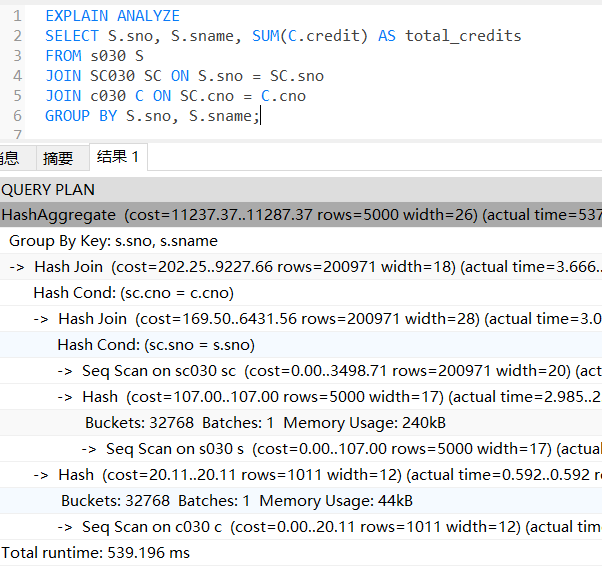 1 EXPLAIN ANALYZE
2 SELECT S.sno, S.sname, SUM(C.credit) AS total_credits
3 FROM s030 S
4 JOIN SC030 SC ON S.sno = SC.sno
5 JOIN c030 C ON SC.cno = C.cno
6 GROUP BY S.sno, S.sname;
7
息 摘要 结果 1
QUERY PLAN
HashAggregate (cost=11237.37..11287.37 rows=5000 width=26) (actual time=537
Group By Key: s.sno, s.sname
-> Hash Join (cost=202.25..9227.66 rows=200971 width=18) (actual time=3.666..
Hash Cond: (sc.cno = c.cno)
-> Hash Join (cost=169.50..6431.56 rows=200971 width=28) (actual time=3.0
Hash Cond: (sc.sno = s.sno)
-> Seq Scan on sc030 sc (cost=0.00..3498.71 rows=200971 width=20) (act
-> Hash (cost=107.00..107.00 rows=5000 width=17) (actual time=2.985..2
Buckets: 32768 Batches: 1 Memory Usage: 240kB
-> Seq Scan on s030 s (cost=0.00..107.00 rows=5000 width=17) (actua
-> Hash (cost=20.11..20.11 rows=1011 width=12) (actual time=0.592..0.592 r
Buckets: 32768 Batches: 1 Memory Usage: 44kB
-> Seq Scan on c030 c (cost=0.00..20.11 rows=1011 width=12) (actual time
Total runtime: 539.196 ms